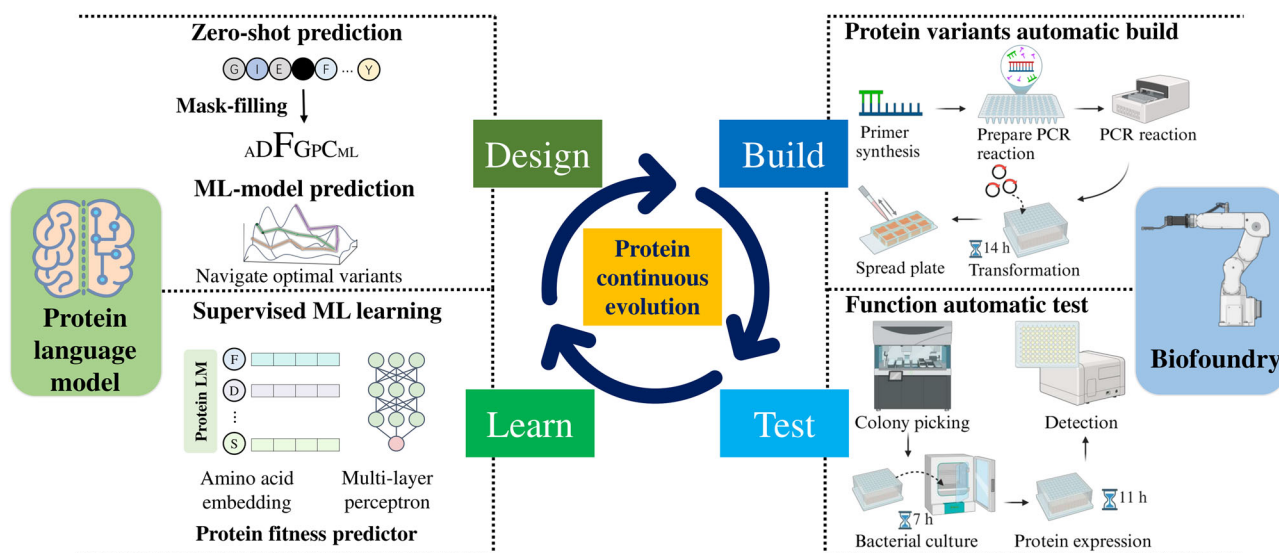 Zero-shot prediction
G I E F ... Y
Mask-filling
ADFGPCML
ML-model prediction
Navigate optimal variants
Protein
language
model
Supervised ML learning
Protein LM
F
D
⋮
S
Amino acid
embedding
Multi-layer
perceptron
Protein fitness predictor
Design
Build
Protein
continuous
evolution
Learn
Test
Protein variants automatic build
Primer
synthesis
Prepare PCR
reaction
PCR reaction
Spread plate
14 h
Transformation
Function automatic test
Colony picking
Detection
7 h
Bacterial culture
11 h
Protein expression
Biofoundry